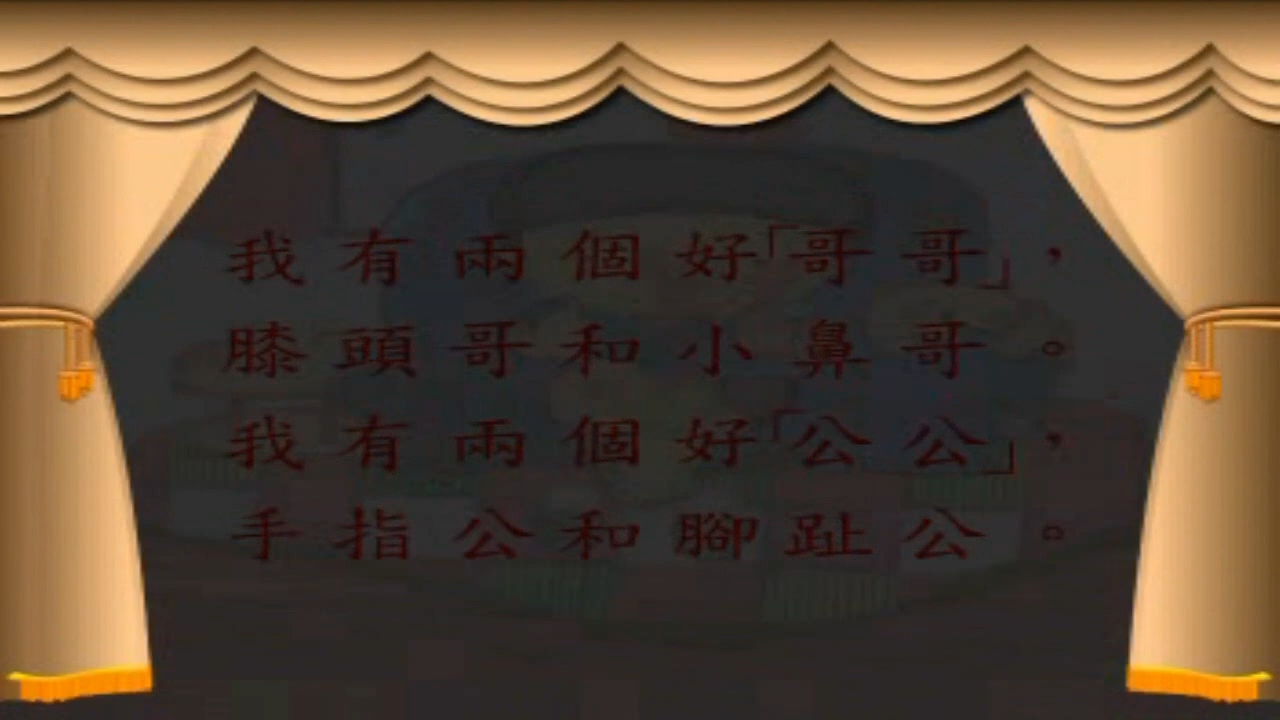 我有兩個好「哥哥」，
膝頭哥和小鼻哥。
我有兩個好「公公」，
手指公和腳趾公。